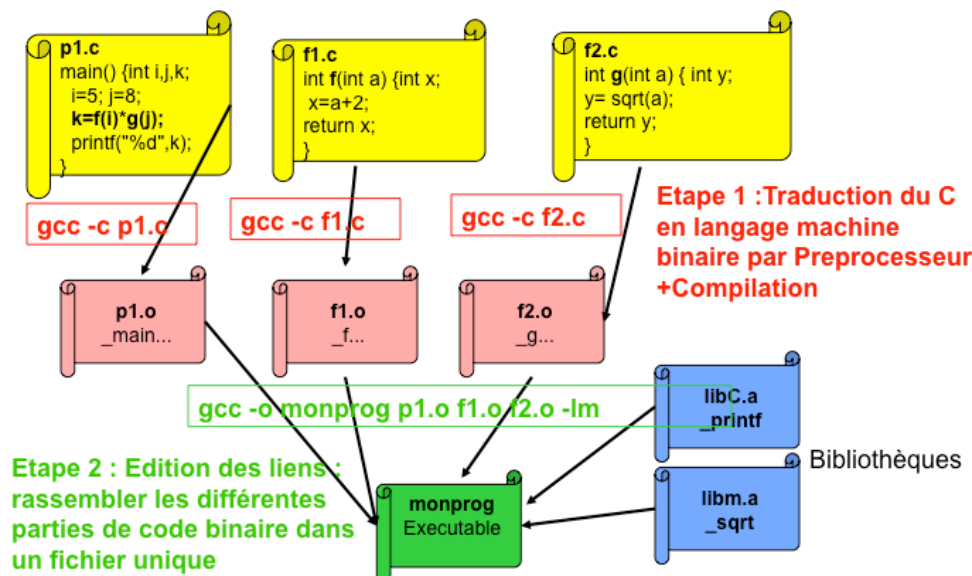 p1.c
main() {int i,j,k;
i=5; j=8;
k=f(i)*g(j);
printf("%d",k);
}
f1.c
int f(int a) {int x;
x=a+2;
return x;
}
f2.c
int g(int a) { int y;
y= sqrt(a);
return y;
}
gcc -c p1.c
gcc -c f1.c
gcc -c f2.c
Etape 1 :Traduction du C
en langage machine
binaire par Preprocesseur
+Compilation
p1.o
_main...
f1.o
_f...
f2.o
_g...
gcc -o monprog p1.o f1.o f2.o -lm
libC.a
_printf
Bibliothèques
libm.a
_sqrt
Etape 2 : Edition des liens :
rassembler les différentes
parties de code binaire dans
un fichier unique
monprog
Executable